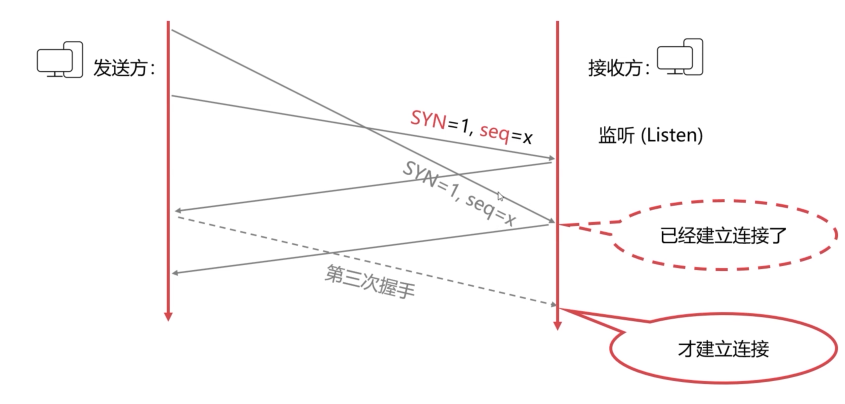 发送方：
接收方：
SYN=1, seq=x
监听 (Listen)
SYN=1, seq=x
已经建立连接了
第三次握手
才建立连接